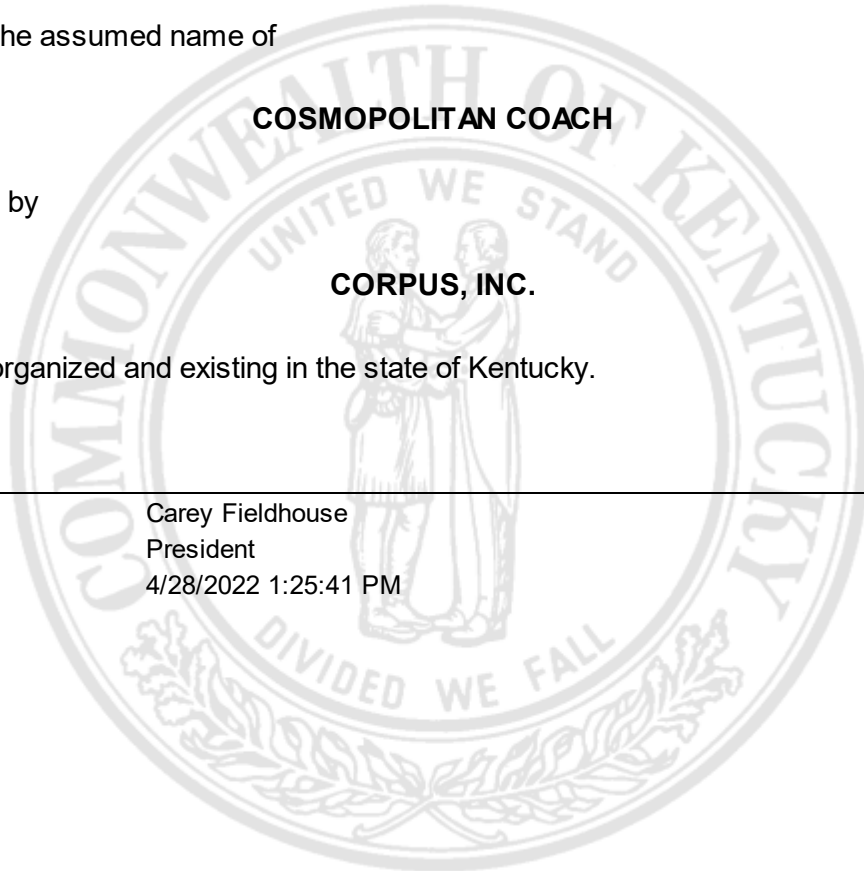 he assumed name of
COSMOPOLITAN COACH
by
CORPUS, INC.
organized and existing in the state of Kentucky.
Carey Fieldhouse
President
4/28/2022 1:25:41 PM
COMMONWEALTH OF KENTUCKY
UNITED WE STAND
DIVIDED WE FALL